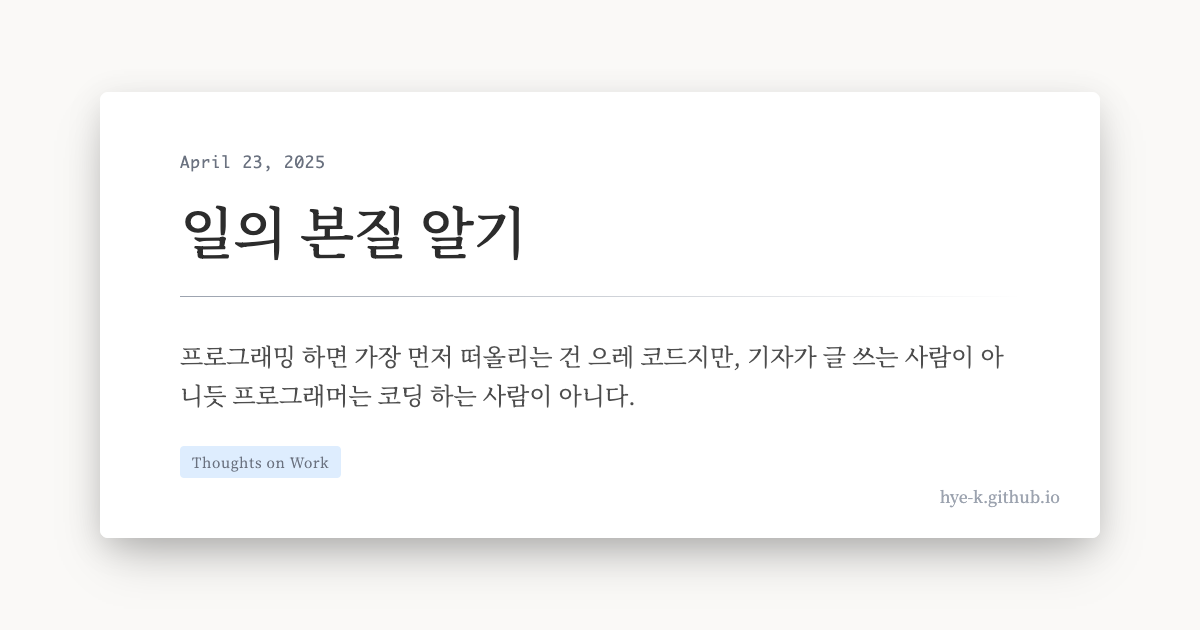 April 23, 2025
일의 본질 알기
프로그래밍 하면 가장 먼저 떠올리는 건 으레 코드지만, 기자가 글 쓰는 사람이 아
니듯 프로그래머는 코딩 하는 사람이 아니다.
Thoughts on Work
hye-k.github.io